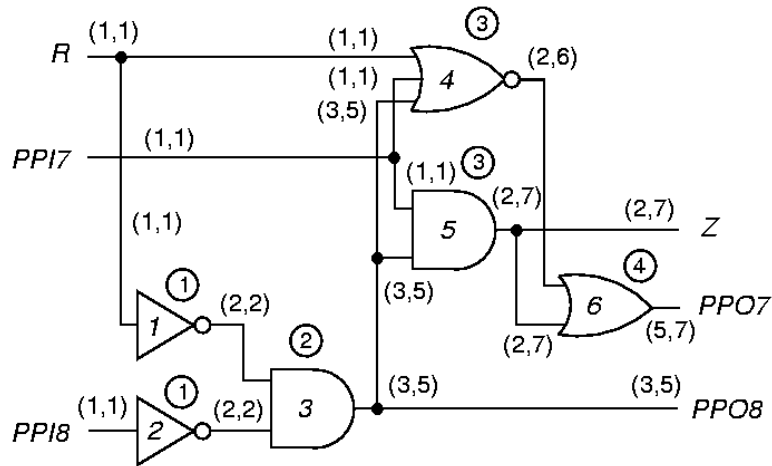 (1,1) (1,1) 3
R 4 (2,6)
(1,1)
(3,5)
PPI7 (1,1) 3
(1,1) (2,7) (2,7)
(1,1) 5 Z
(3,5) 4
1 (2,2) 6 PPO7
1 2 (2,7) (5,7)
(1,1) 1 (2,2) (3,5) (3,5)
PPI8 2 3 PPO8